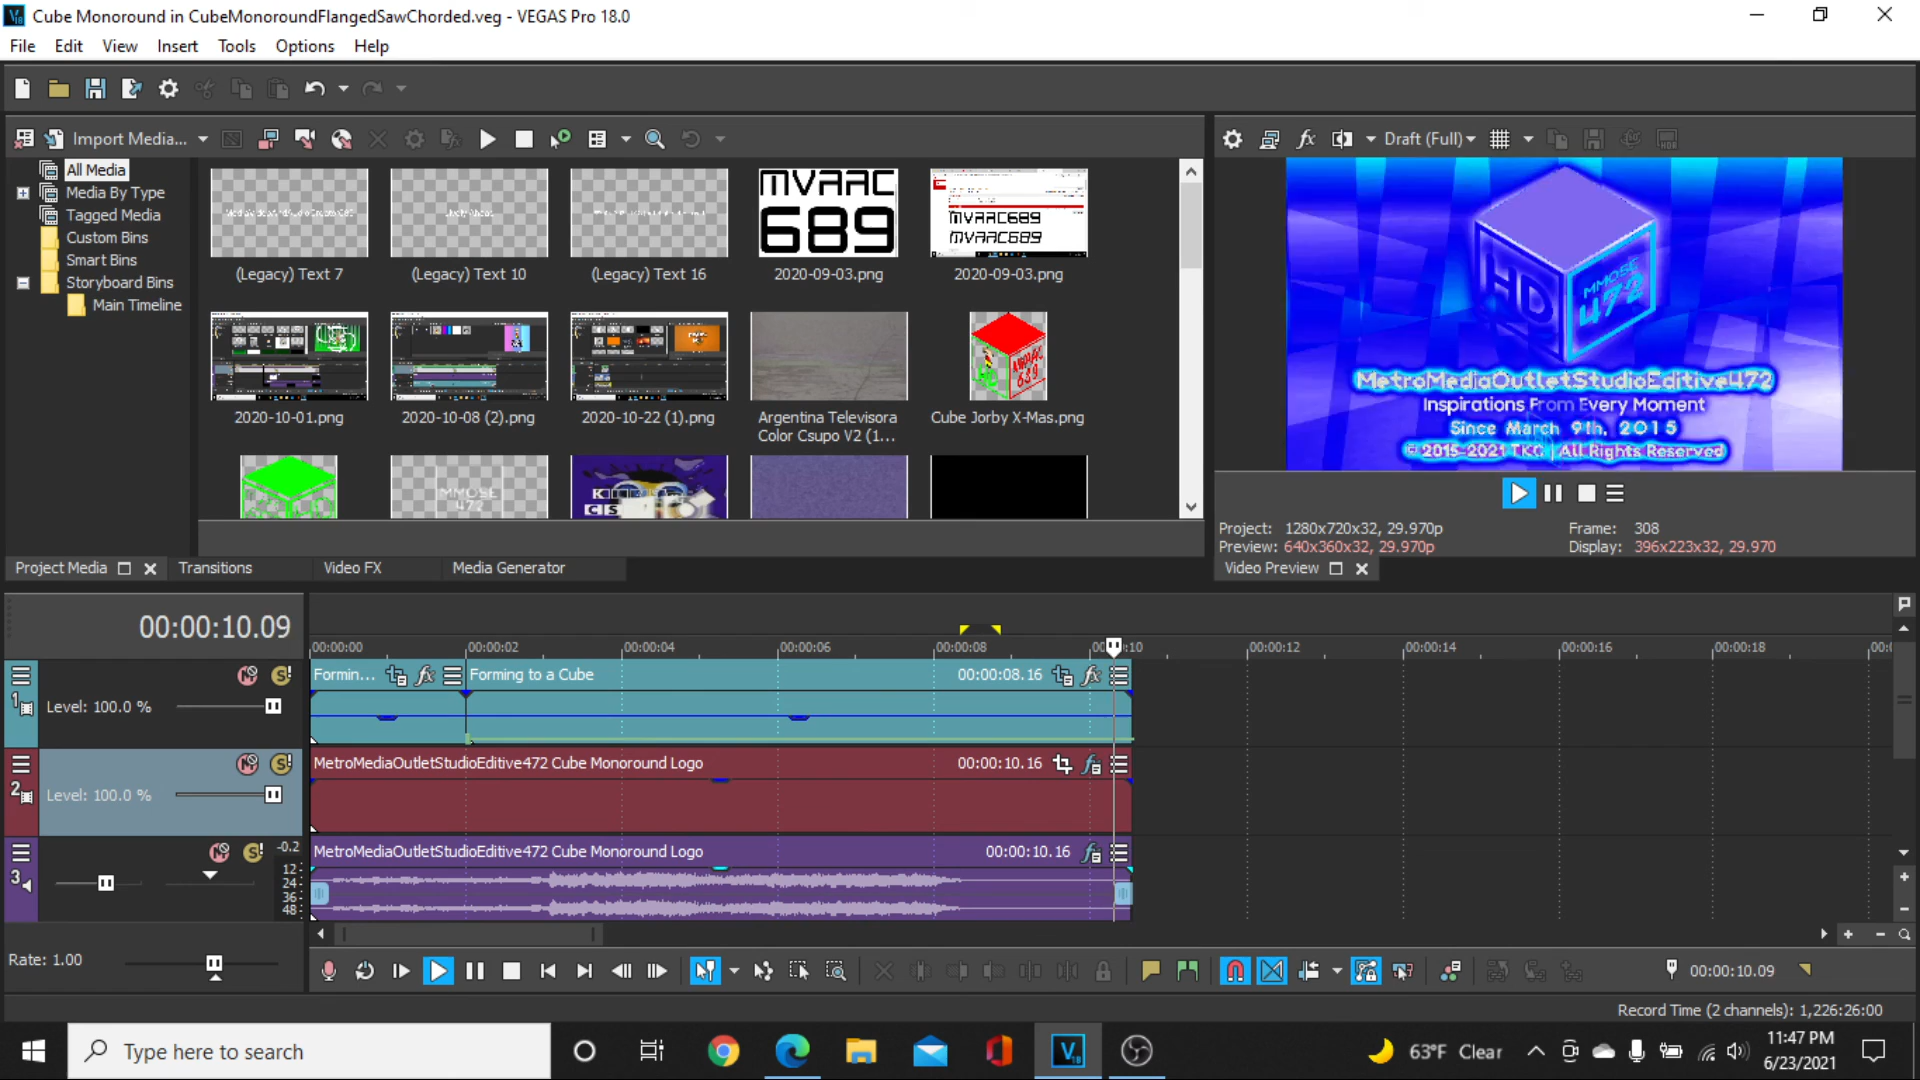 Cube Monoround in CubeMonoroundFlangedSawChorded.veg - VEGAS Pro 18.0
File Edit View Insert Tools Options Help
Import Media...
Draft (Full)
All Media
Media By Type
Tagged Media
Custom Bins
Smart Bins
Storyboard Bins
Main Timeline
(Legacy) Text 7
(Legacy) Text 10
(Legacy) Text 16
MVAAC
689
2020-09-03.png
MVAAC689
MVAAC689
2020-09-03.png
2020-10-01.png
2020-10-08 (2).png
2020-10-22 (1).png
Argentina Televisora
Color Csupo V2 (1...
Cube Jorby X-Mas.png
MMOSE
472
HD
MMOSE
472
MetroMediaOutletStudioEditive472
Inspirations From Every Moment
Since March 9th, 2015
©2015-2021 TKC | All Rights Reserved
Project: 1280x720x32, 29.970p
Frame: 308
Preview: 640x360x32, 29.970p
Display: 396x223x32, 29.970
Project Media
Transitions
Video FX
Media Generator
Video Preview
00:00:10.09
00:00:00
00:00:02
00:00:04
00:00:06
00:00:08
:10
00:00:12
00:00:14
00:00:16
00:00:18
1
Level: 100.0 %
Formin...
Forming to a Cube
00:00:08.16
2
Level: 100.0 %
MetroMediaOutletStudioEditive472 Cube Monoround Logo
00:00:10.16
3
-0.2
12
24
36
48
MetroMediaOutletStudioEditive472 Cube Monoround Logo
00:00:10.16
Rate: 1.00
00:00:10.09
Record Time (2 channels): 1,226:26:00
Type here to search
63°F Clear
11:47 PM
6/23/2021